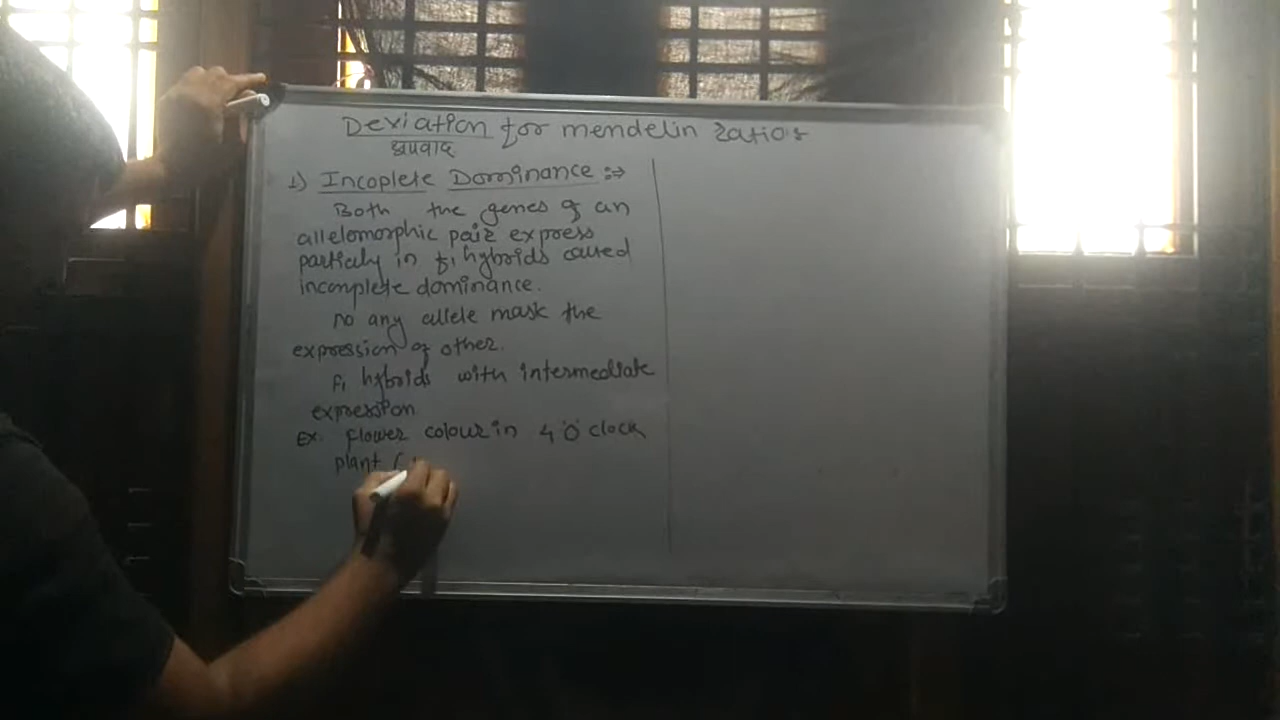 Deviation for mendelin ratios
अपवाद
1) Incoplete Dominance :⇒
Both the genes of an
allelomorphic pair express
particly in f1 hybrids called
incomplete dominance.
no any allele mask the
expression of other.
F1 hybrids with intermediate
expression
Ex. flower colour in 4 O' clock
plant (